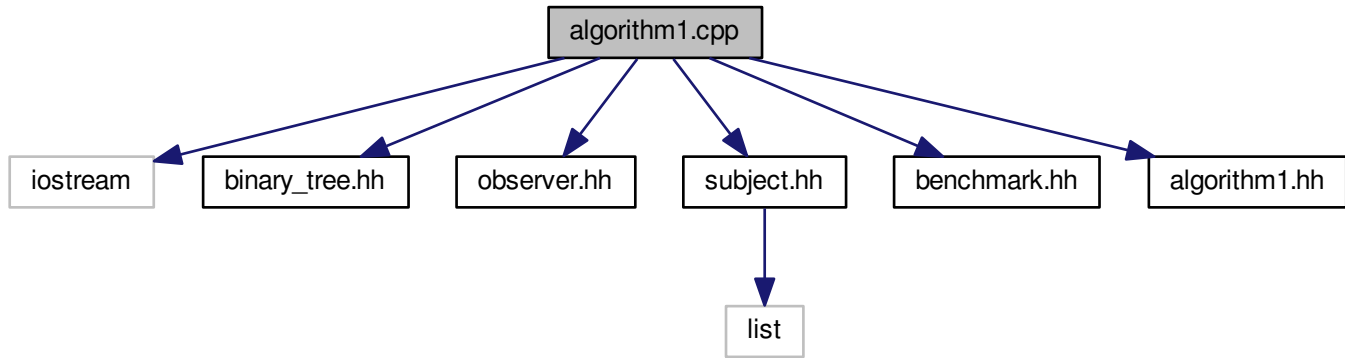 algorithm1.cpp
iostream
binary_tree.hh
observer.hh
subject.hh
benchmark.hh
algorithm1.hh
list